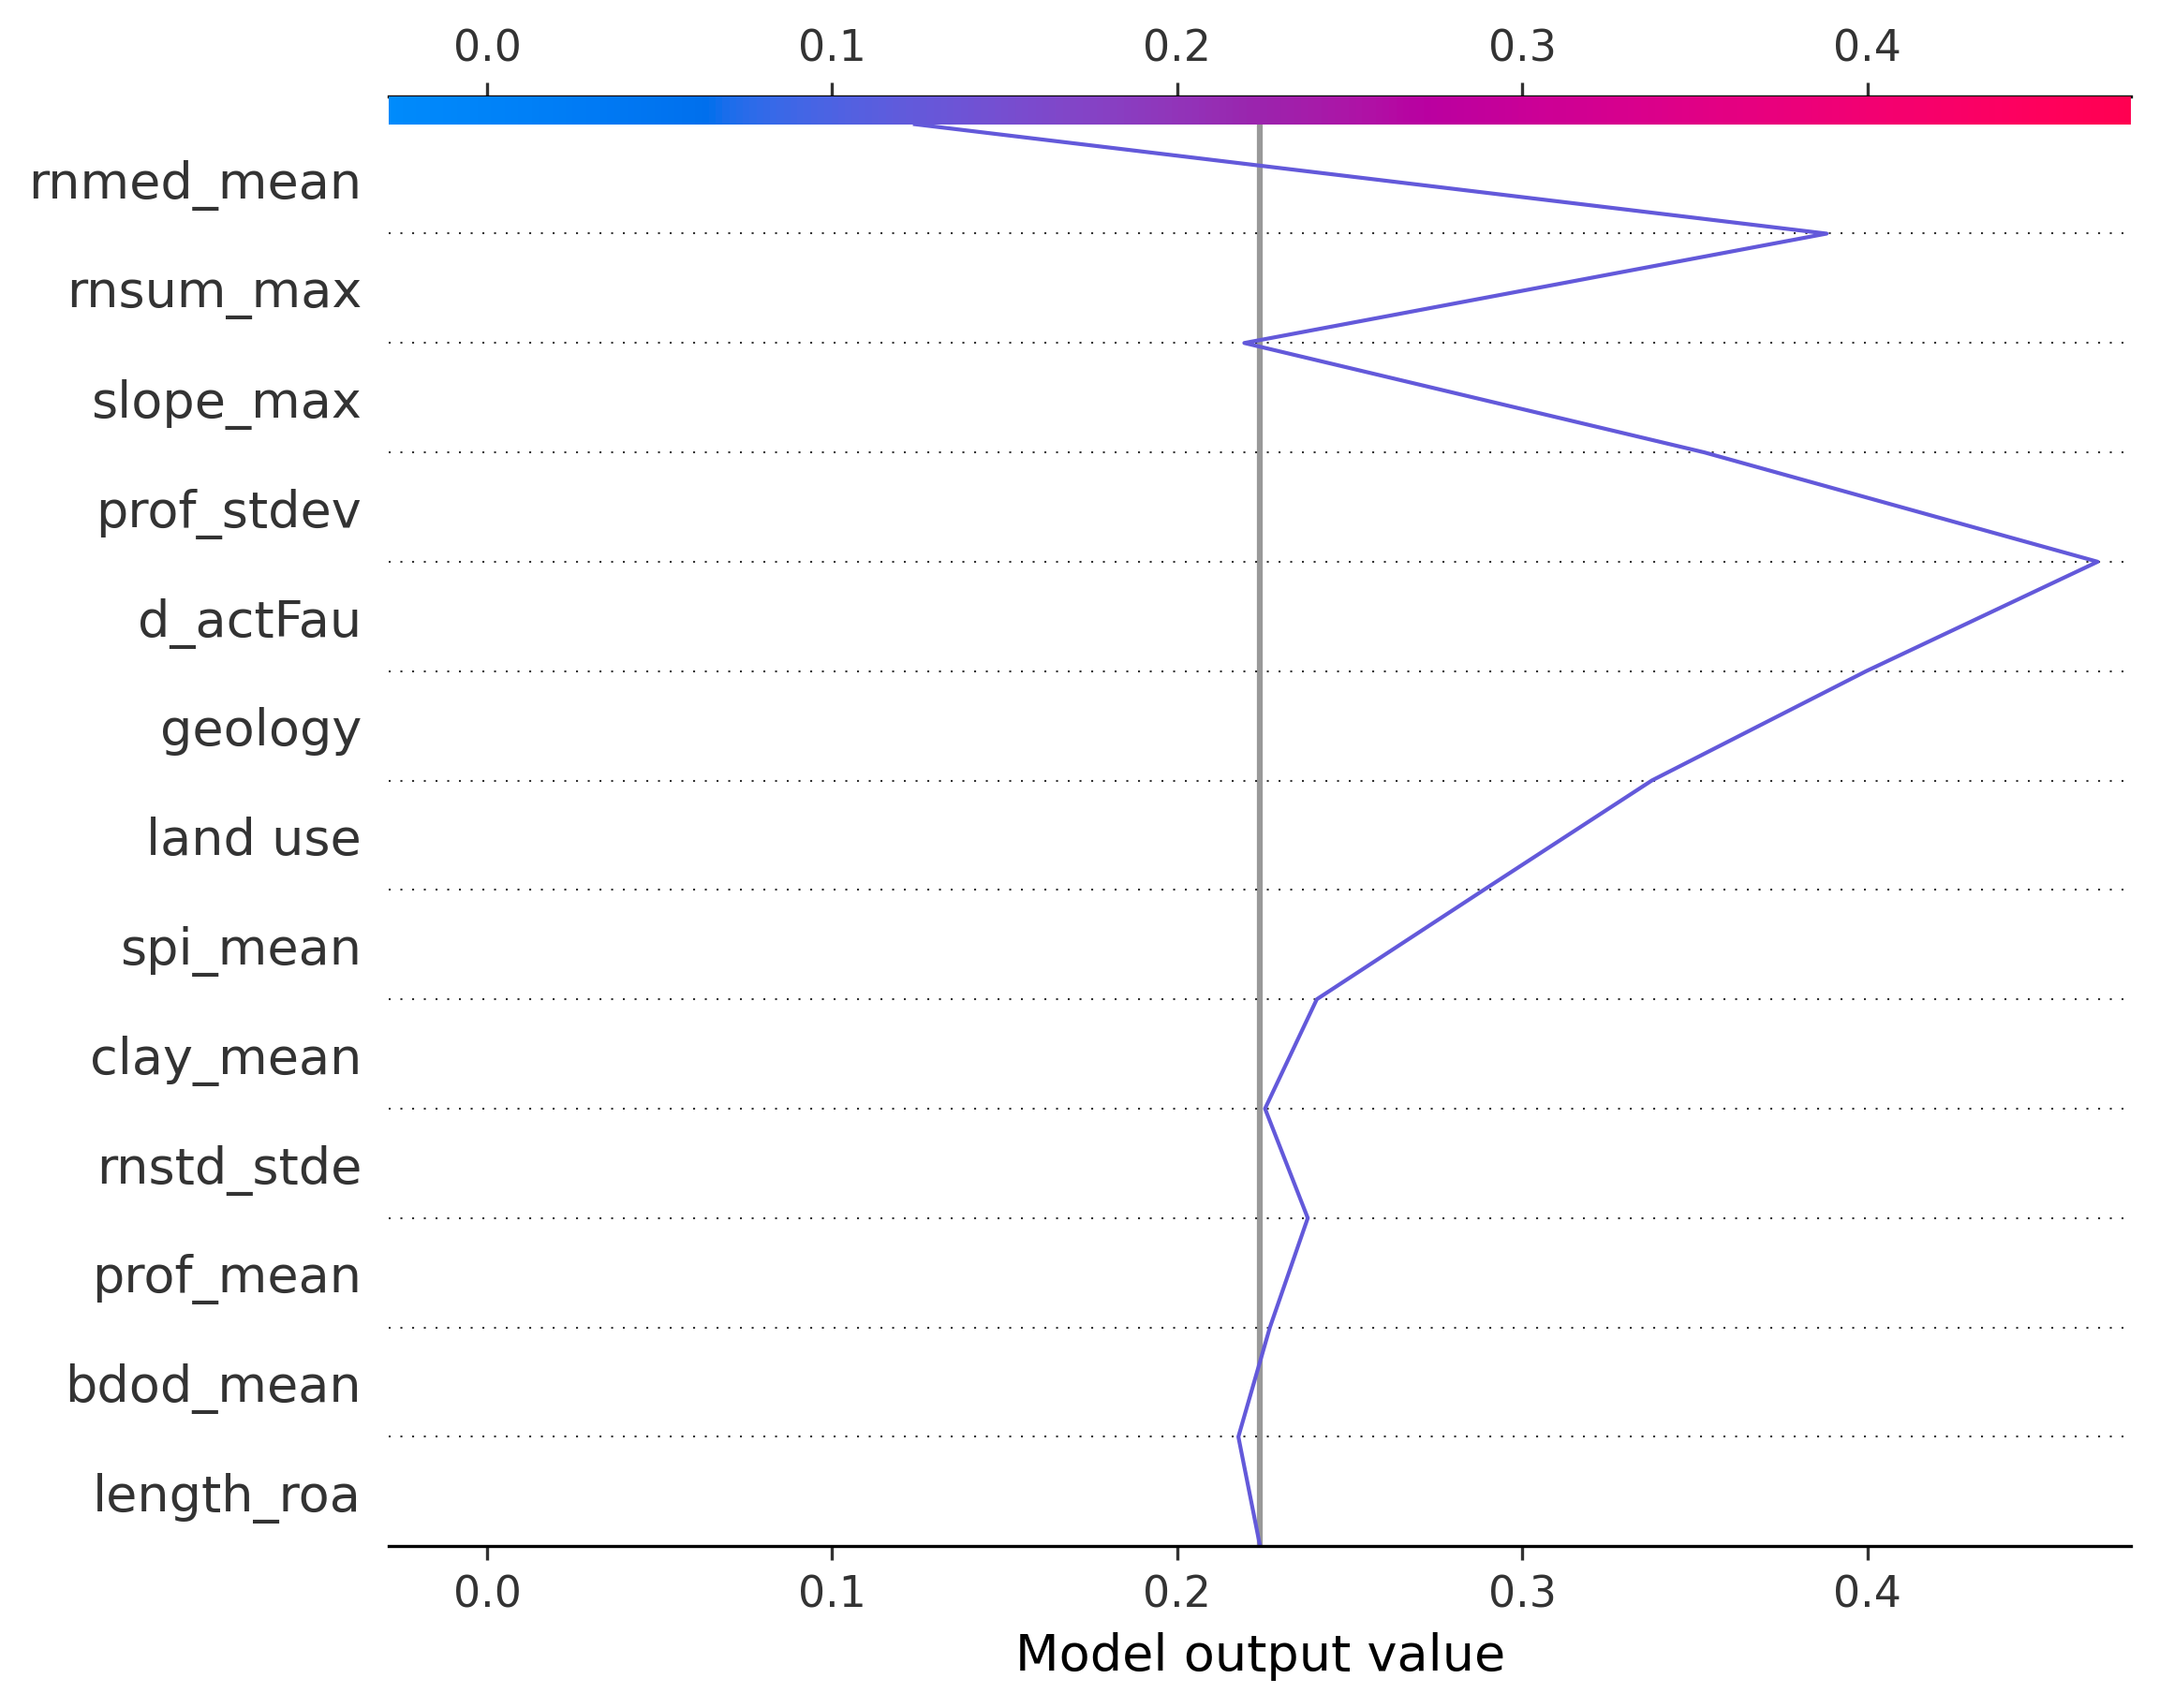 0.0 0.1 0.2 0.3 0.4
rnmed_mean
rnsum_max
slope_max
prof_stdev
d_actFau
geology
land use
spi_mean
clay_mean
rnstd_stde
prof_mean
bdod_mean
length_roa
0.0 0.1 0.2 0.3 0.4
Model output value